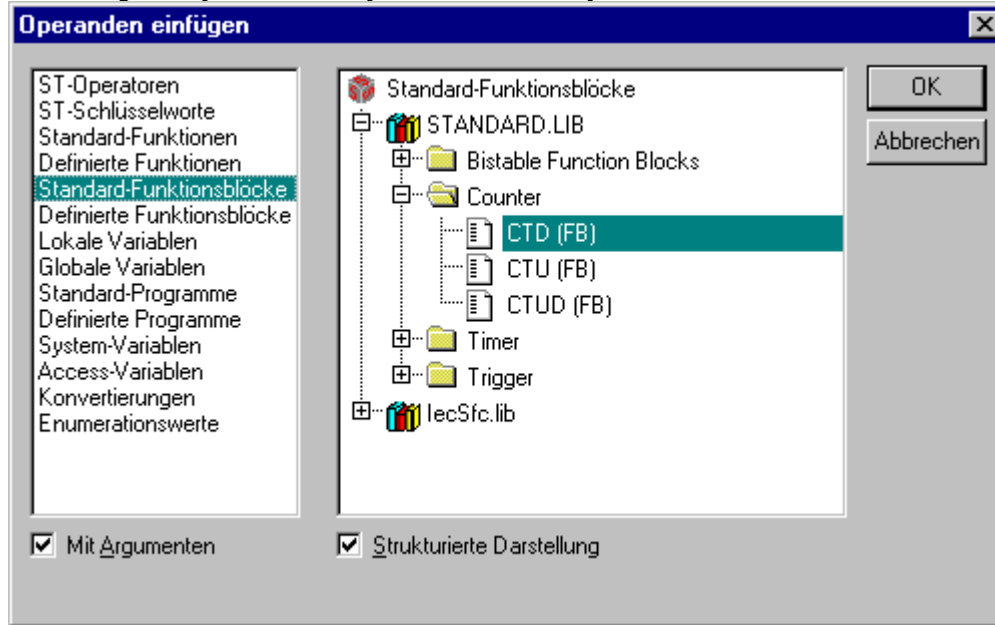 Operanden einfügen
ST-Operatoren
ST-Schlüsselworte
Standard-Funktionen
Definierte Funktionen
Standard-Funktionsblöcke
Definierte Funktionsblöcke
Lokale Variablen
Globale Variablen
Standard-Programme
Definierte Programme
System-Variablen
Access-Variablen
Konvertierungen
Enumerationswerte
Standard-Funktionsblöcke
STANDARD.LIB
Bistable Function Blocks
Counter
CTD (FB)
CTU (FB)
CTUD (FB)
Timer
Trigger
IecSfc.lib
OK
Abbrechen
Mit Argumenten
Strukturierte Darstellung